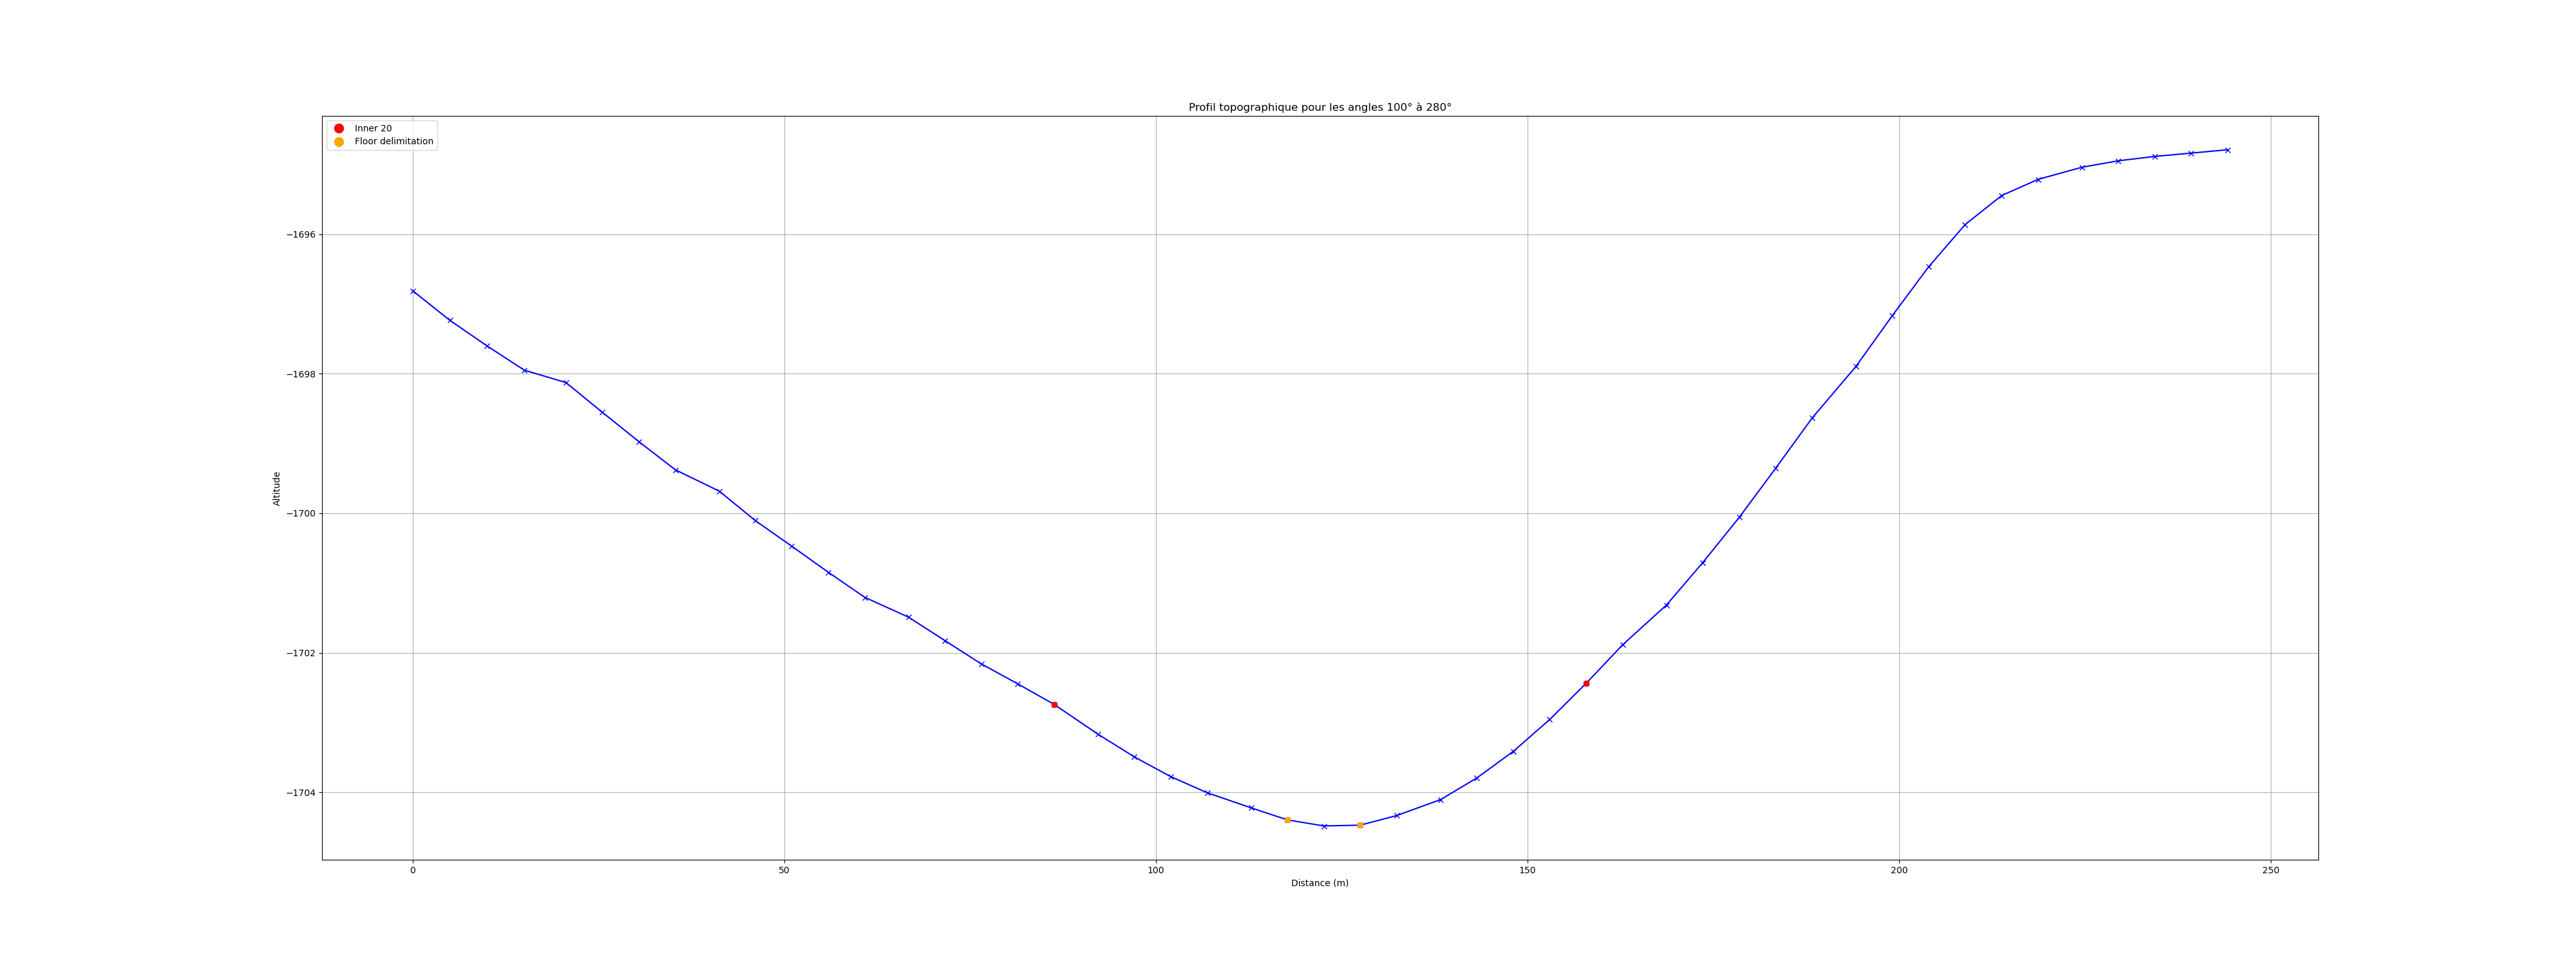 Profil topographique pour les angles 100° à 280°
Inner 20
Floor delimitation
−1696
−1698
−1700
−1702
−1704
Altitude
0 50 100 150 200 250
Distance (m)